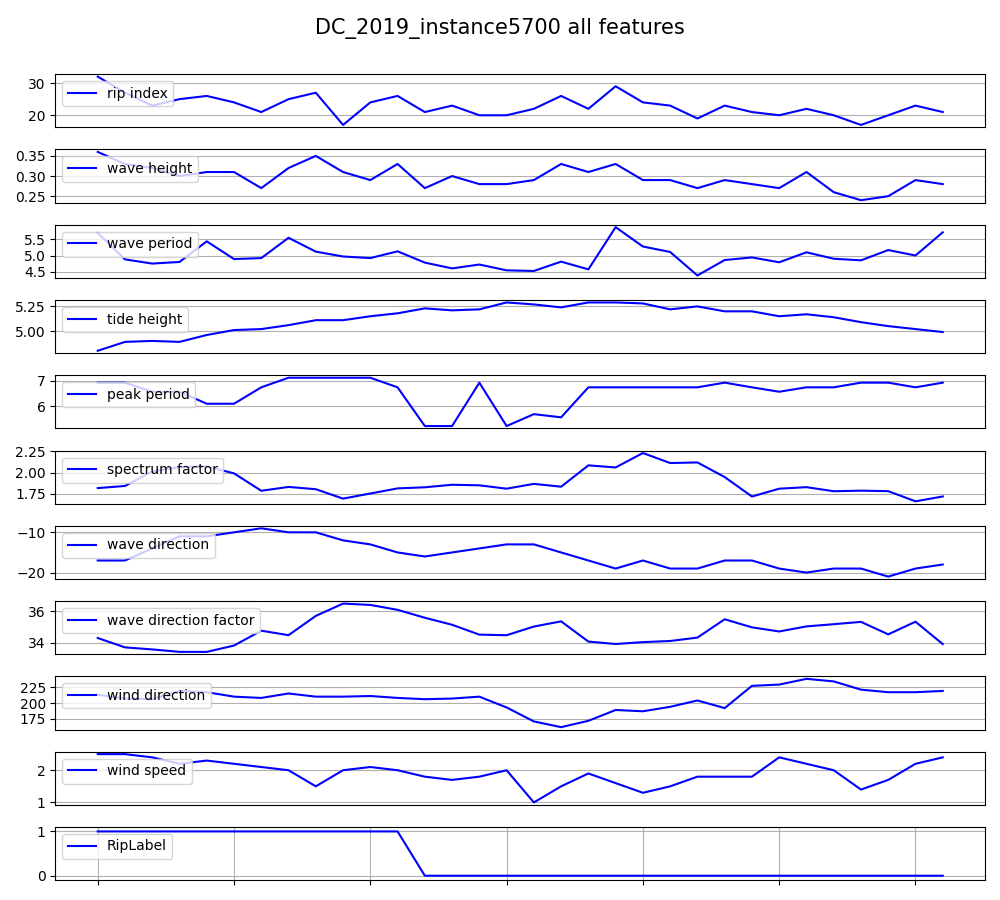 DC_2019_instance5700 all features
30
20
rip index
0.35
0.30
0.25
wave height
5.5
5.0
4.5
wave period
5.25
5.00
tide height
7
6
peak period
2.25
2.00
1.75
spectrum factor
−10
−20
wave direction
36
34
wave direction factor
225
200
175
wind direction
2
1
wind speed
1
0
RipLabel